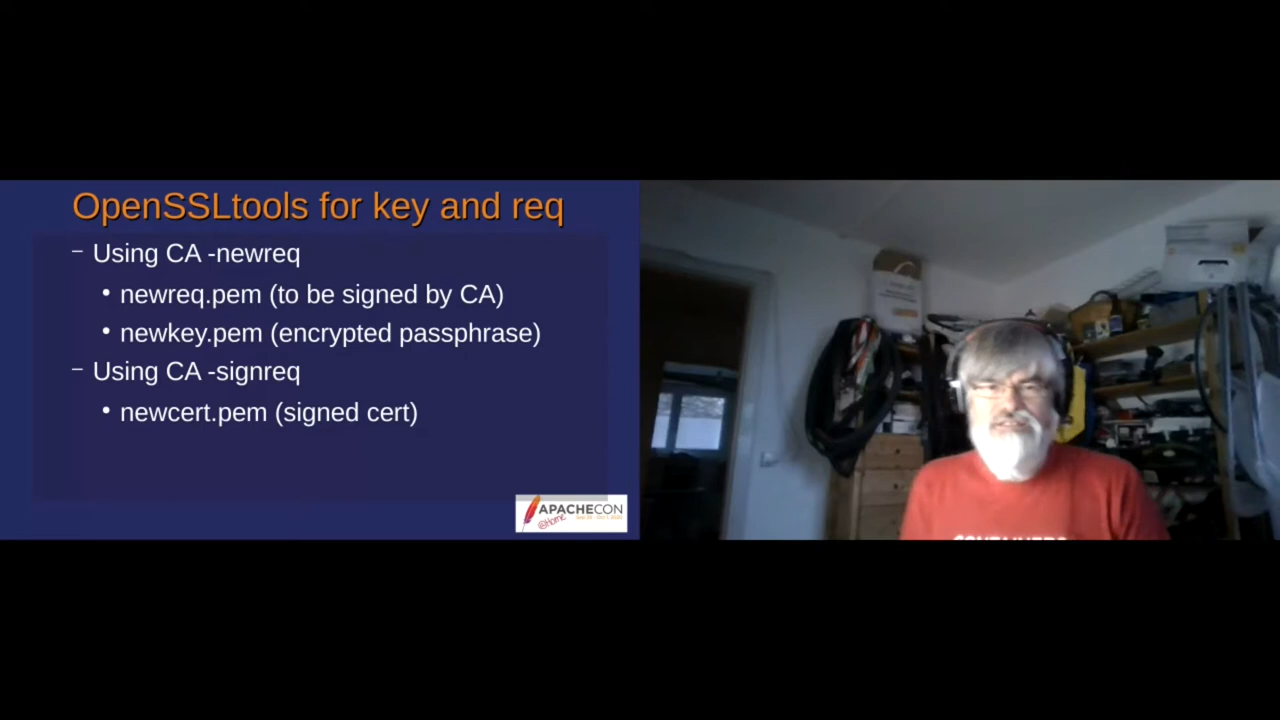 OpenSSLtools for key and req
– Using CA -newreq
• newreq.pem (to be signed by CA)
• newkey.pem (encrypted passphrase)
– Using CA -signreq
• newcert.pem (signed cert)
APACHECON
@Home